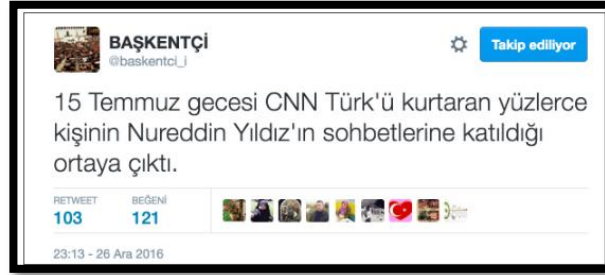 BAŞKENTÇİ
@baskentci_i
Takip ediliyor
15 Temmuz gecesi CNN Türk'ü kurtaran yüzlerce
kişinin Nureddin Yıldız'ın sohbetlerine katıldığı
ortaya çıktı.
RETWEET BEĞENİ
103 121
23:13 - 26 Ara 2016